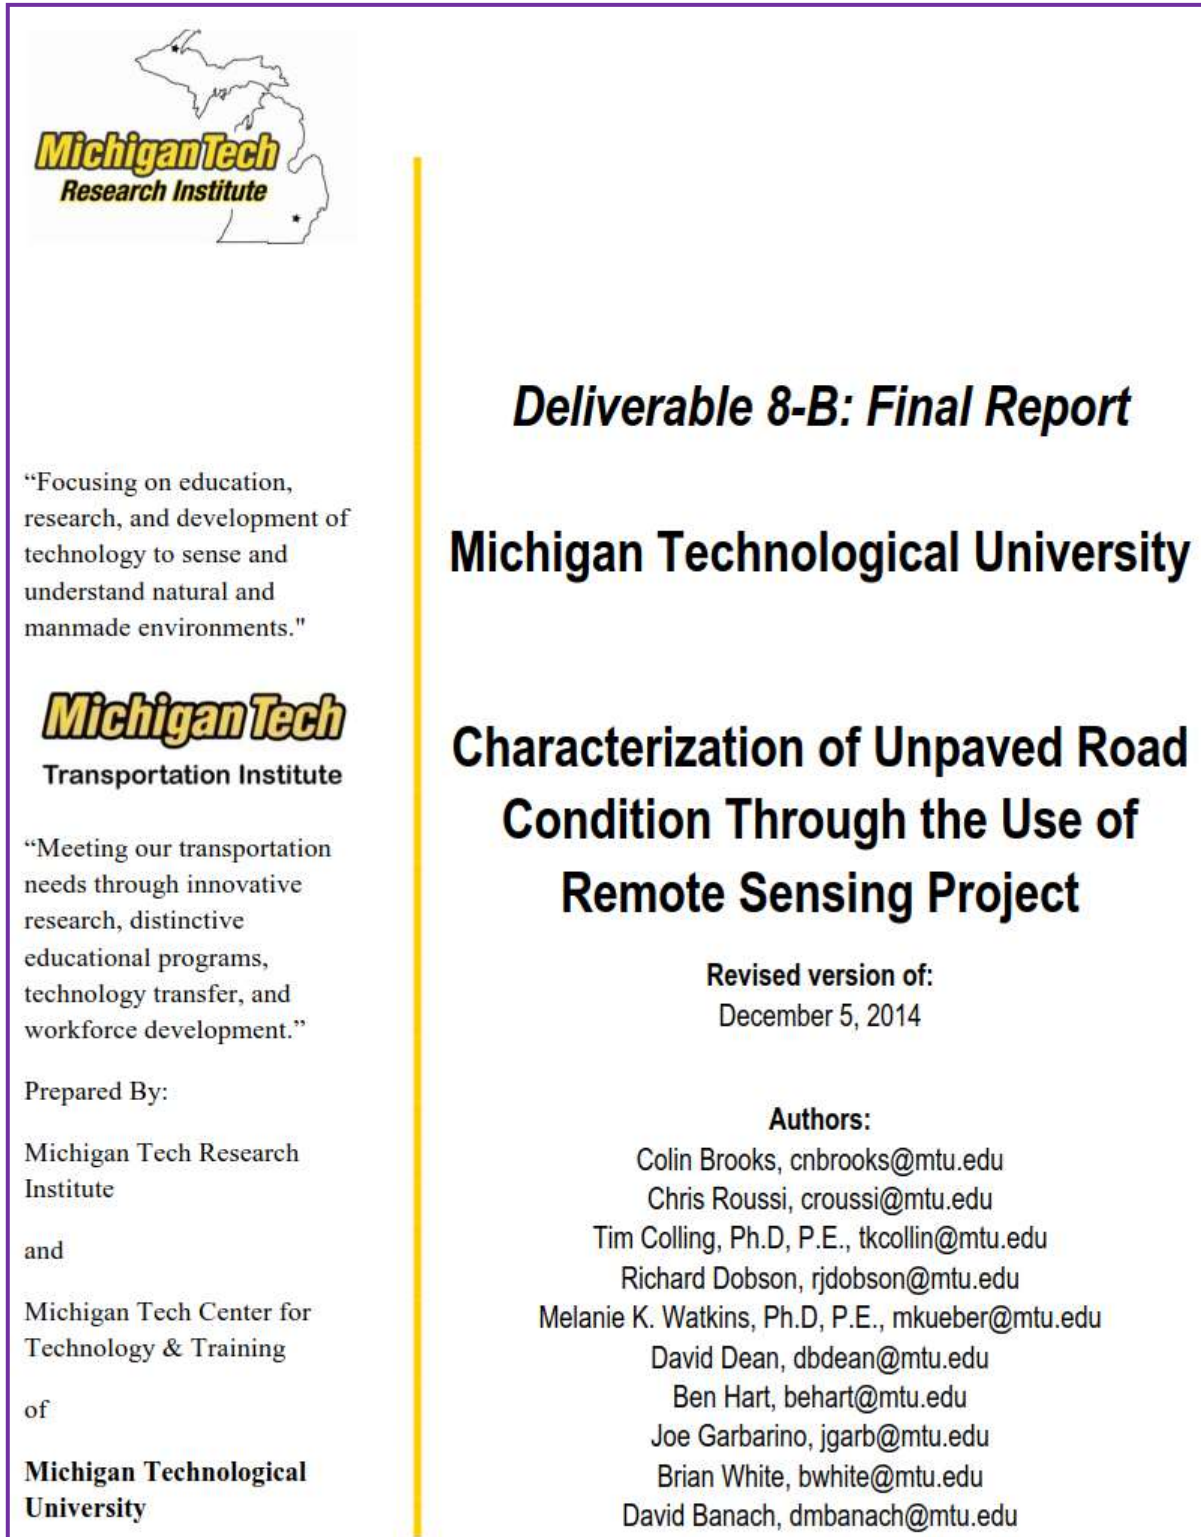 MichiganTech
Research Institute
“Focusing on education,
research, and development of
technology to sense and
understand natural and
manmade environments."
MichiganTech
Transportation Institute
“Meeting our transportation
needs through innovative
research, distinctive
educational programs,
technology transfer, and
workforce development.”
Prepared By:
Michigan Tech Research
Institute
and
Michigan Tech Center for
Technology & Training
of
Michigan Technological
University
Deliverable 8-B: Final Report
Michigan Technological University
Characterization of Unpaved Road
Condition Through the Use of
Remote Sensing Project
Revised version of:
December 5, 2014
Authors:
Colin Brooks, cnbrooks@mtu.edu
Chris Roussi, croussi@mtu.edu
Tim Colling, Ph.D, P.E., tkcollin@mtu.edu
Richard Dobson, rjdobson@mtu.edu
Melanie K. Watkins, Ph.D, P.E., mkueber@mtu.edu
David Dean, dbdean@mtu.edu
Ben Hart, behart@mtu.edu
Joe Garbarino, jgarb@mtu.edu
Brian White, bwhite@mtu.edu
David Banach, dmbanach@mtu.edu